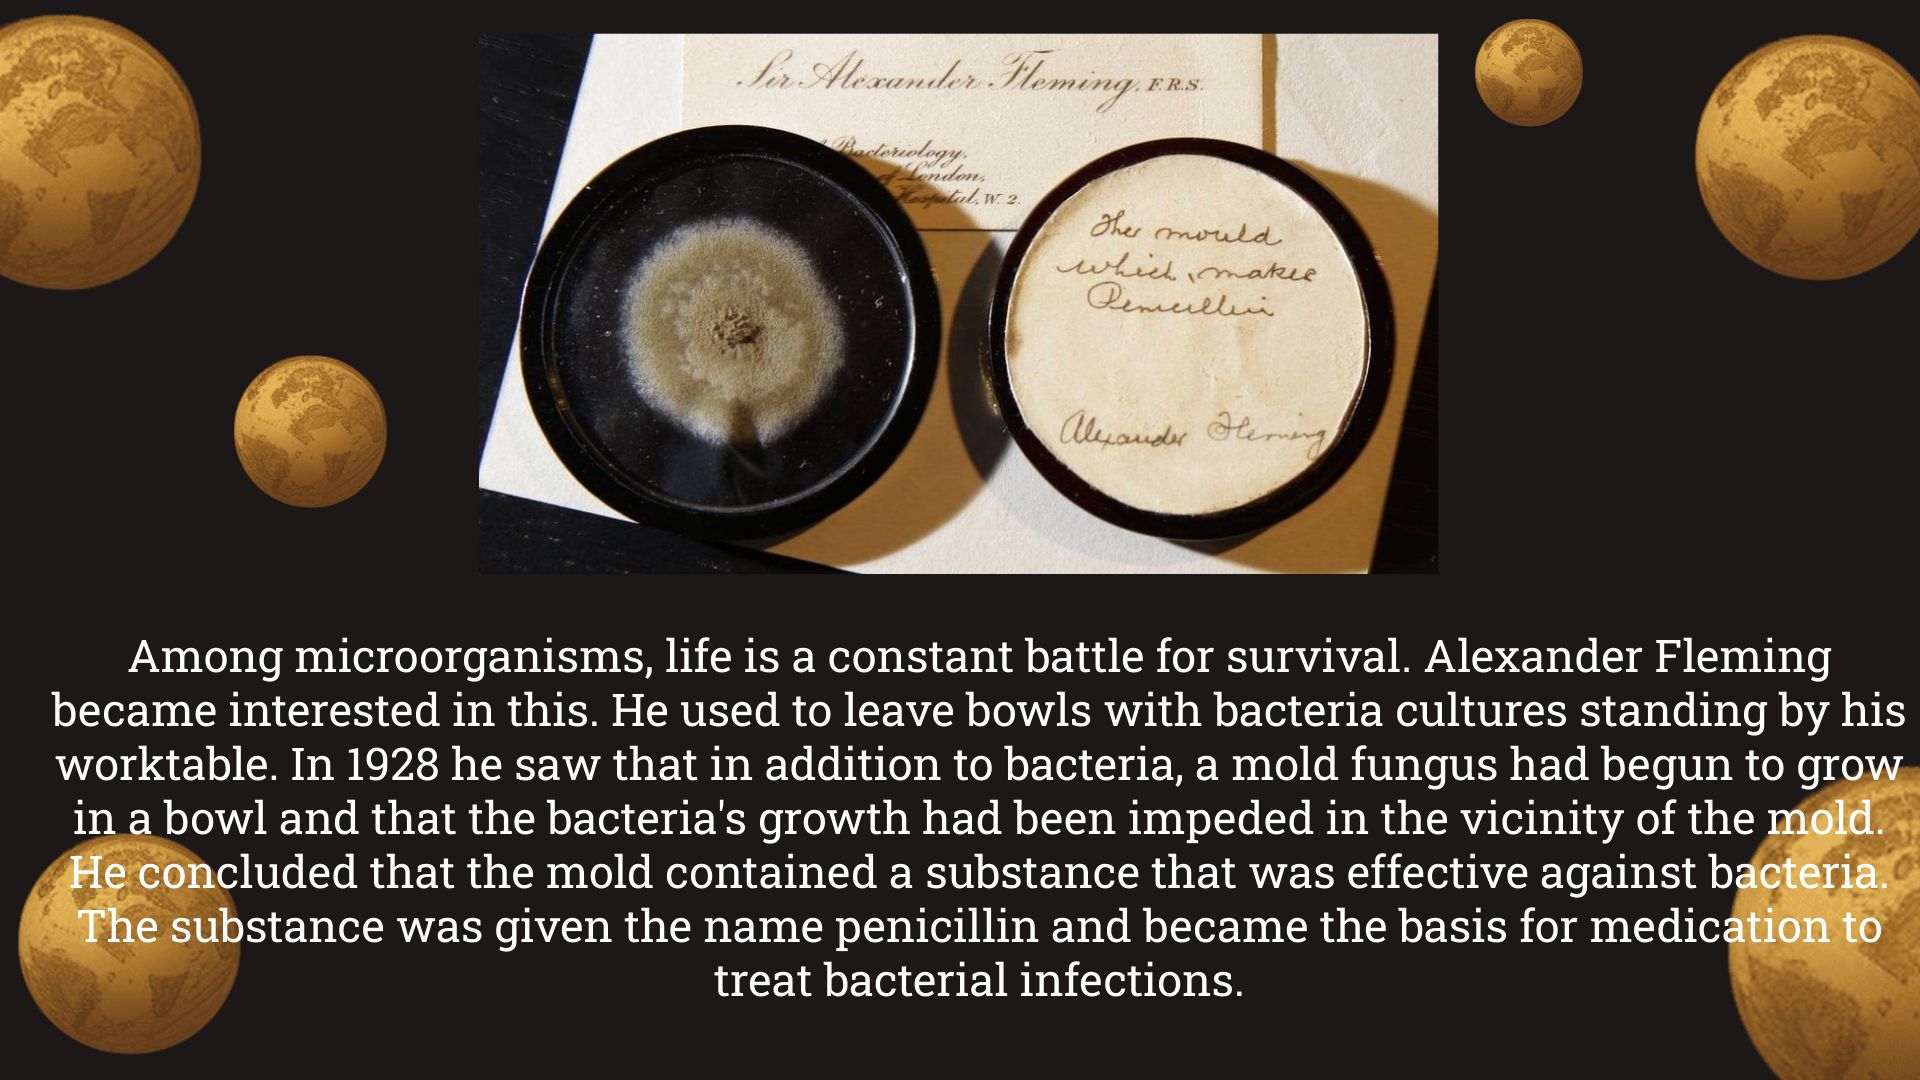 Sir Alexander Fleming, F.R.S.
Bacteriology,
of London,
Hospital, W. 2.
The mould
which makes
Penicillin
Alexander Fleming
Among microorganisms, life is a constant battle for survival. Alexander Fleming
became interested in this. He used to leave bowls with bacteria cultures standing by his
worktable. In 1928 he saw that in addition to bacteria, a mold fungus had begun to grow
in a bowl and that the bacteria's growth had been impeded in the vicinity of the mold.
He concluded that the mold contained a substance that was effective against bacteria.
The substance was given the name penicillin and became the basis for medication to
treat bacterial infections.